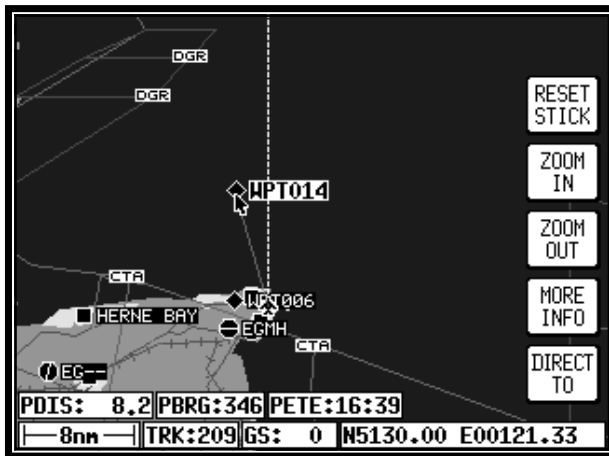 DGR
DGR
RESET
STICK
ZOOM
IN
WPT014
ZOOM
OUT
CTA
MORE
INFO
WPT006
HERNE BAY
EGMH
CTA
DIRECT
TO
PDIS: 8.2 PBRG:346 PETE:16:39
8nm TRK:209 GS: 0 N5130.00 E00121.33